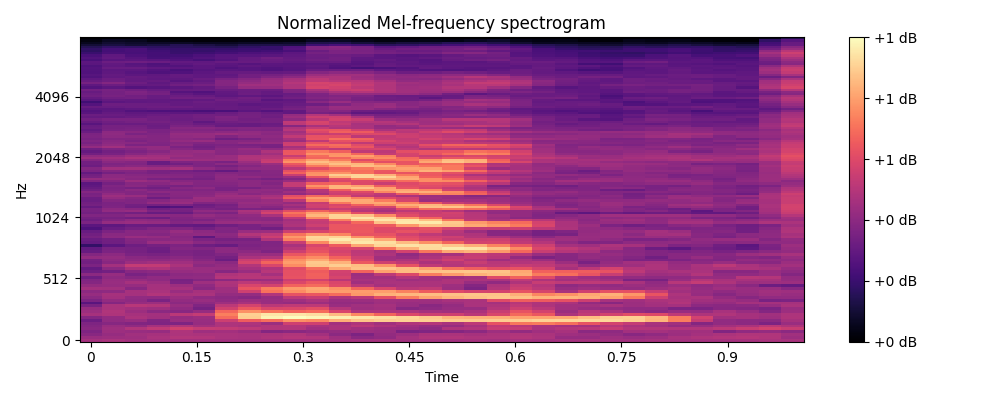 Normalized Mel-frequency spectrogram
Hz
4096
2048
1024
512
0
0 0.15 0.3 0.45 0.6 0.75 0.9
Time
+1 dB
+1 dB
+1 dB
+0 dB
+0 dB
+0 dB